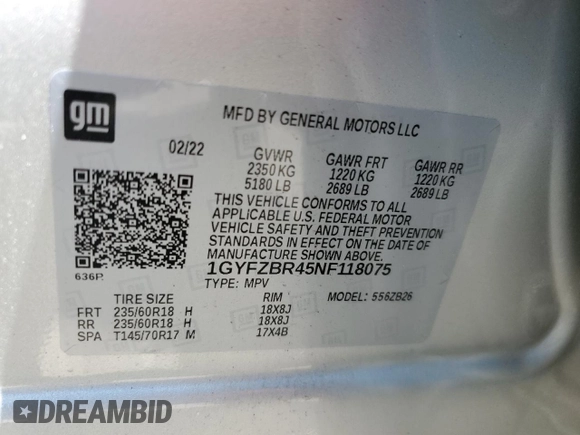 gm
MFD BY GENERAL MOTORS LLC
02/22
GVWR GAWR FRT GAWR RR
2350 KG 1220 KG 1220 KG
5180 LB 2689 LB 2689 LB
THIS VEHICLE CONFORMS TO ALL
APPLICABLE U.S. FEDERAL MOTOR
VEHICLE SAFETY AND THEFT PREVENTION
STANDARDS IN EFFECT ON THE DATE OF
MANUFACTURE SHOWN ABOVE.
636P
1GYFZBR45NF118075
TYPE: MPV MODEL: 556ZB26
TIRE SIZE RIM
FRT 235/60R18 H 18X8J
RR 235/60R18 H 18X8J
SPA T145/70R17 M 17X4B
DREAMBID